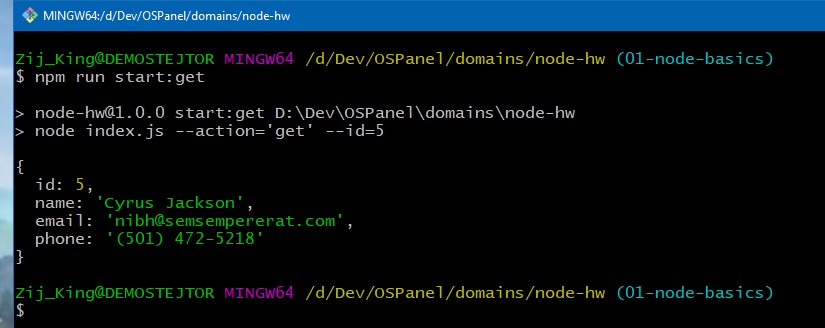 MINGW64:/d/Dev/OSPanel/domains/node-hw
Zij_King@DEMOSTEJTOR MINGW64 /d/Dev/OSPanel/domains/node-hw (01-node-basics)
$ npm run start:get
> node-hw@1.0.0 start:get D:\Dev\OSPanel\domains\node-hw
> node index.js --action='get' --id=5
{
  id: 5,
  name: 'Cyrus Jackson',
  email: 'nibh@semsempererat.com',
  phone: '(501) 472-5218'
}
Zij_King@DEMOSTEJTOR MINGW64 /d/Dev/OSPanel/domains/node-hw (01-node-basics)
$